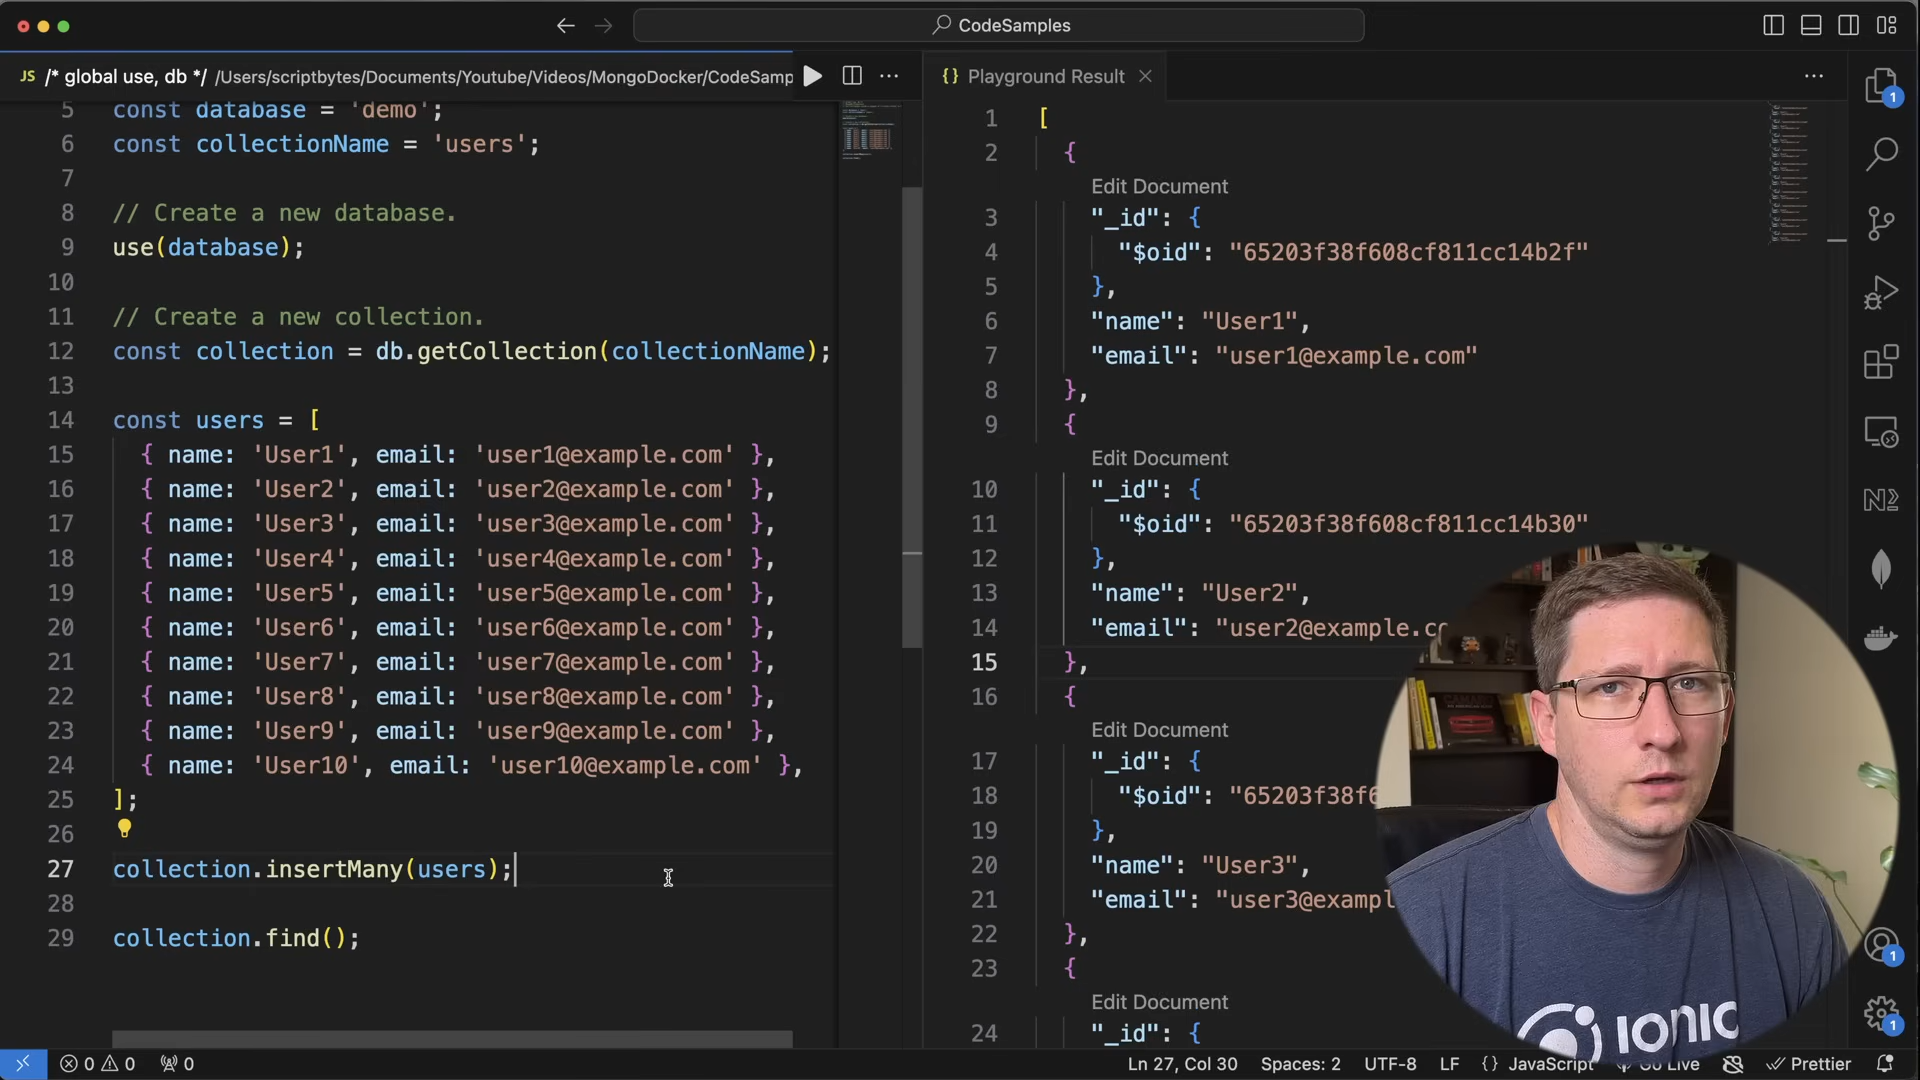 CodeSamples
JS /* global use, db */ /Users/scriptbytes/Documents/Youtube/Videos/MongoDocker/CodeSamp
5 const database = 'demo';
6 const collectionName = 'users';
7
8 // Create a new database.
9 use(database);
10
11 // Create a new collection.
12 const collection = db.getCollection(collectionName);
13
14 const users = [
15 { name: 'User1', email: 'user1@example.com' },
16 { name: 'User2', email: 'user2@example.com' },
17 { name: 'User3', email: 'user3@example.com' },
18 { name: 'User4', email: 'user4@example.com' },
19 { name: 'User5', email: 'user5@example.com' },
20 { name: 'User6', email: 'user6@example.com' },
21 { name: 'User7', email: 'user7@example.com' },
22 { name: 'User8', email: 'user8@example.com' },
23 { name: 'User9', email: 'user9@example.com' },
24 { name: 'User10', email: 'user10@example.com' },
25 ];
26
27 collection.insertMany(users);
28
29 collection.find();
{} Playground Result
1 [
2 {
Edit Document
3 "_id": {
4 "$oid": "65203f38f608cf811cc14b2f"
5 },
6 "name": "User1",
7 "email": "user1@example.com"
8 },
9 {
Edit Document
10 "_id": {
11 "$oid": "65203f38f608cf811cc14b30"
12 },
13 "name": "User2",
14 "email": "user2@example.co
15 },
16 {
Edit Document
17 "_id": {
18 "$oid": "65203f38f6
19 },
20 "name": "User3",
21 "email": "user3@exampl
22 },
23 {
Edit Document
24 "_id": {
1
1
1
ionic
0 0 0
Ln 27, Col 30 Spaces: 2 UTF-8 LF {} JavaScript Go Live Prettier